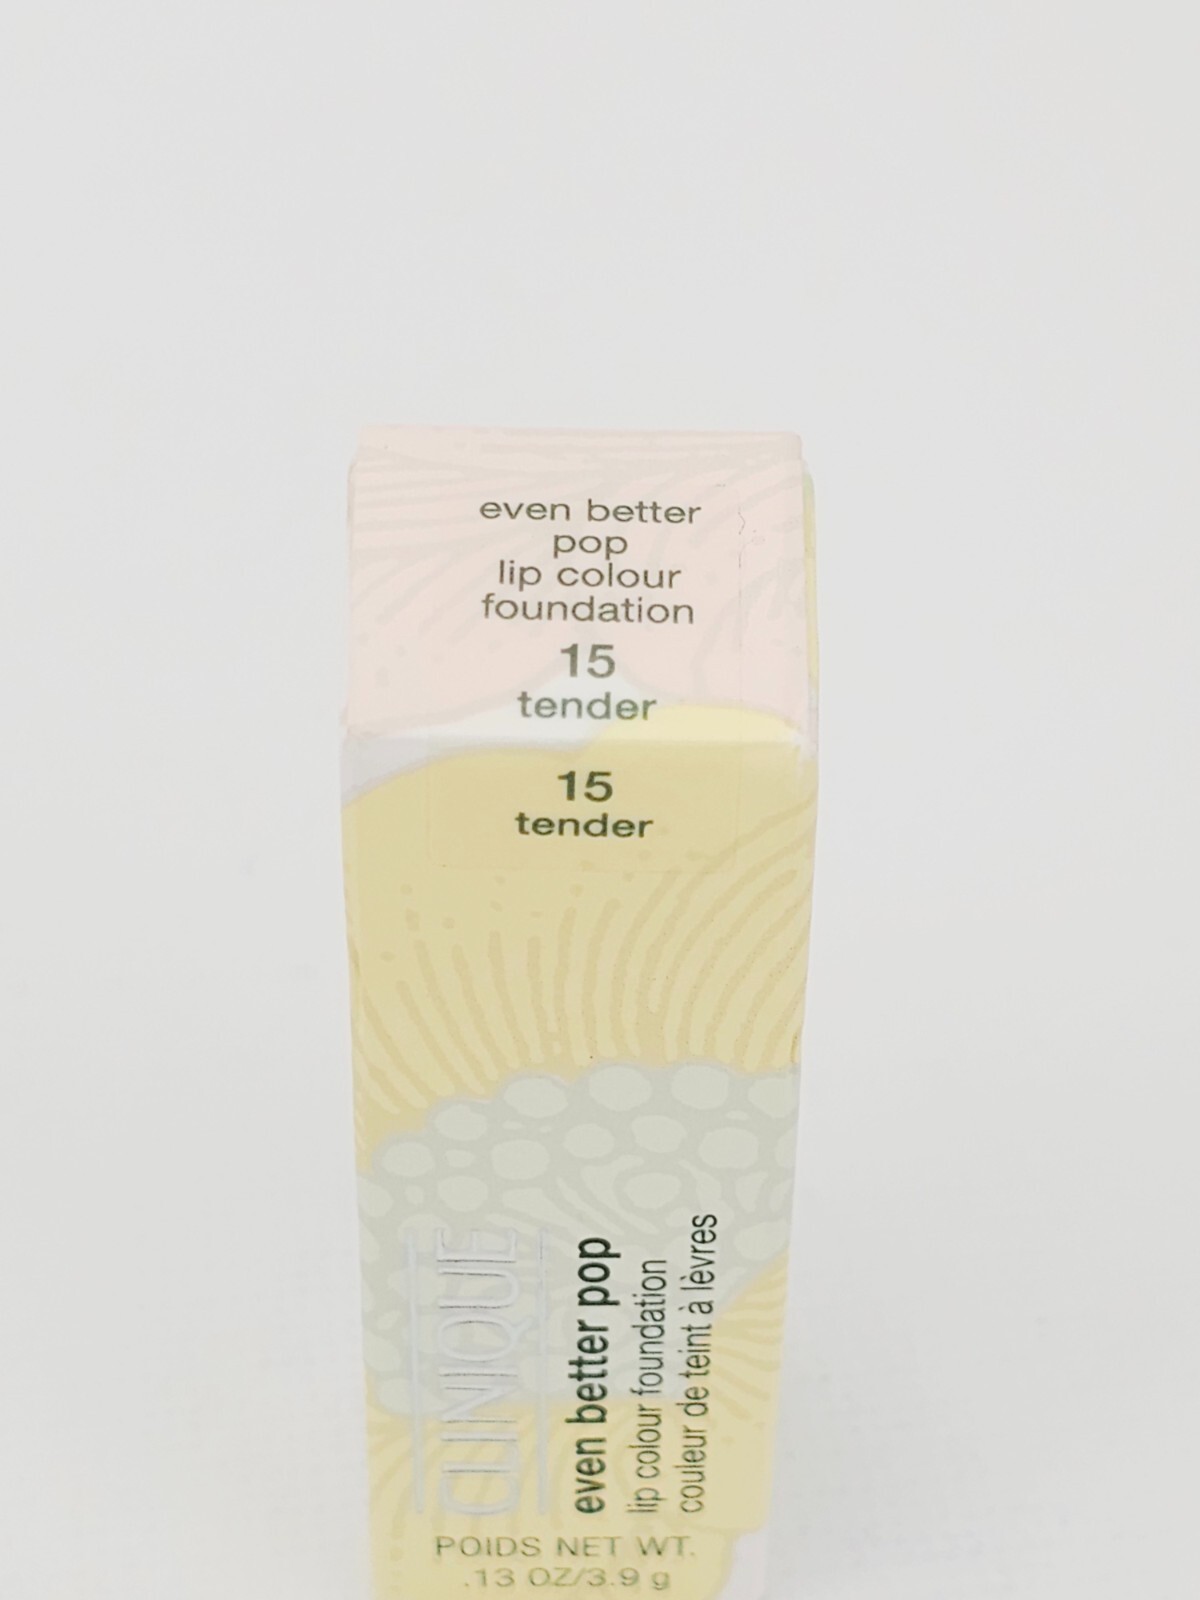 even better
pop
lip colour
foundation
15
tender
15
tender
CLINIQUE
even better pop
lip colour foundation
couleur de teint à lèvres
POIDS NET WT.
.13 OZ/3.9 g